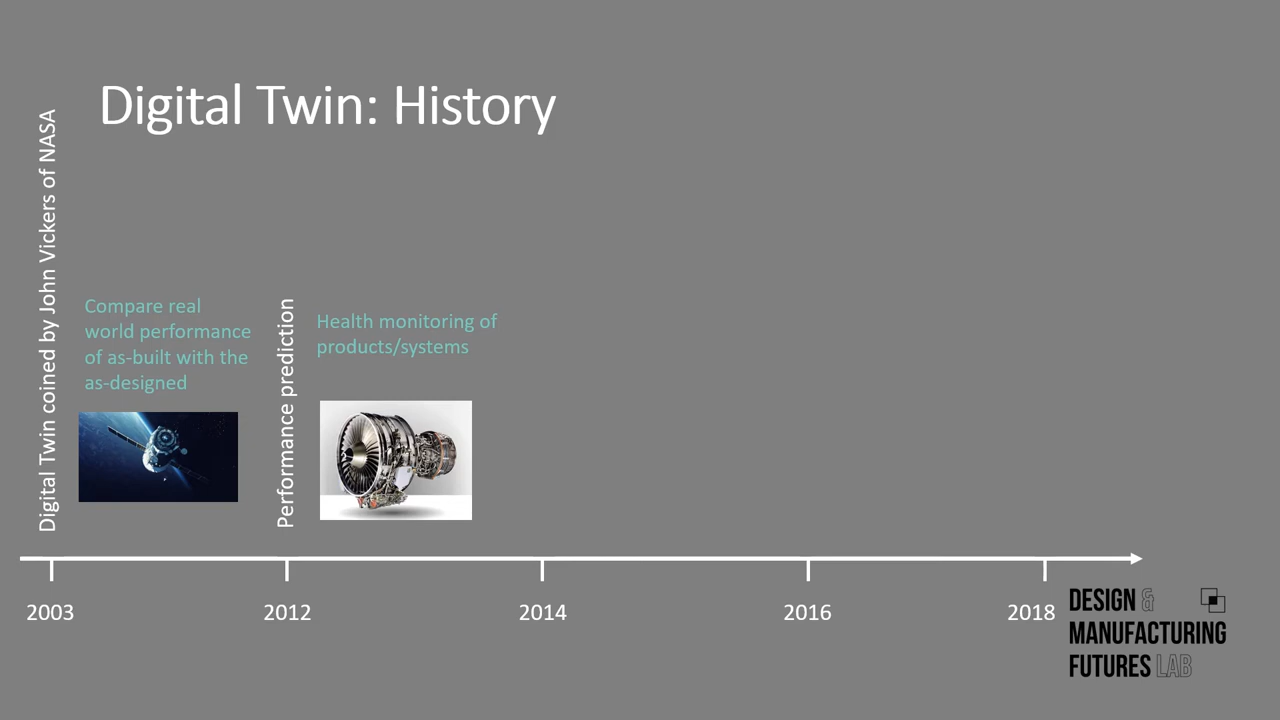 Digital Twin: History
Digital Twin coined by John Vickers of NASA
Compare real
world performance
of as-built with the
as-designed
Performance prediction
Health monitoring of
products/systems
2003
2012
2014
2016
2018
DESIGN &
MANUFACTURING
FUTURES LAB